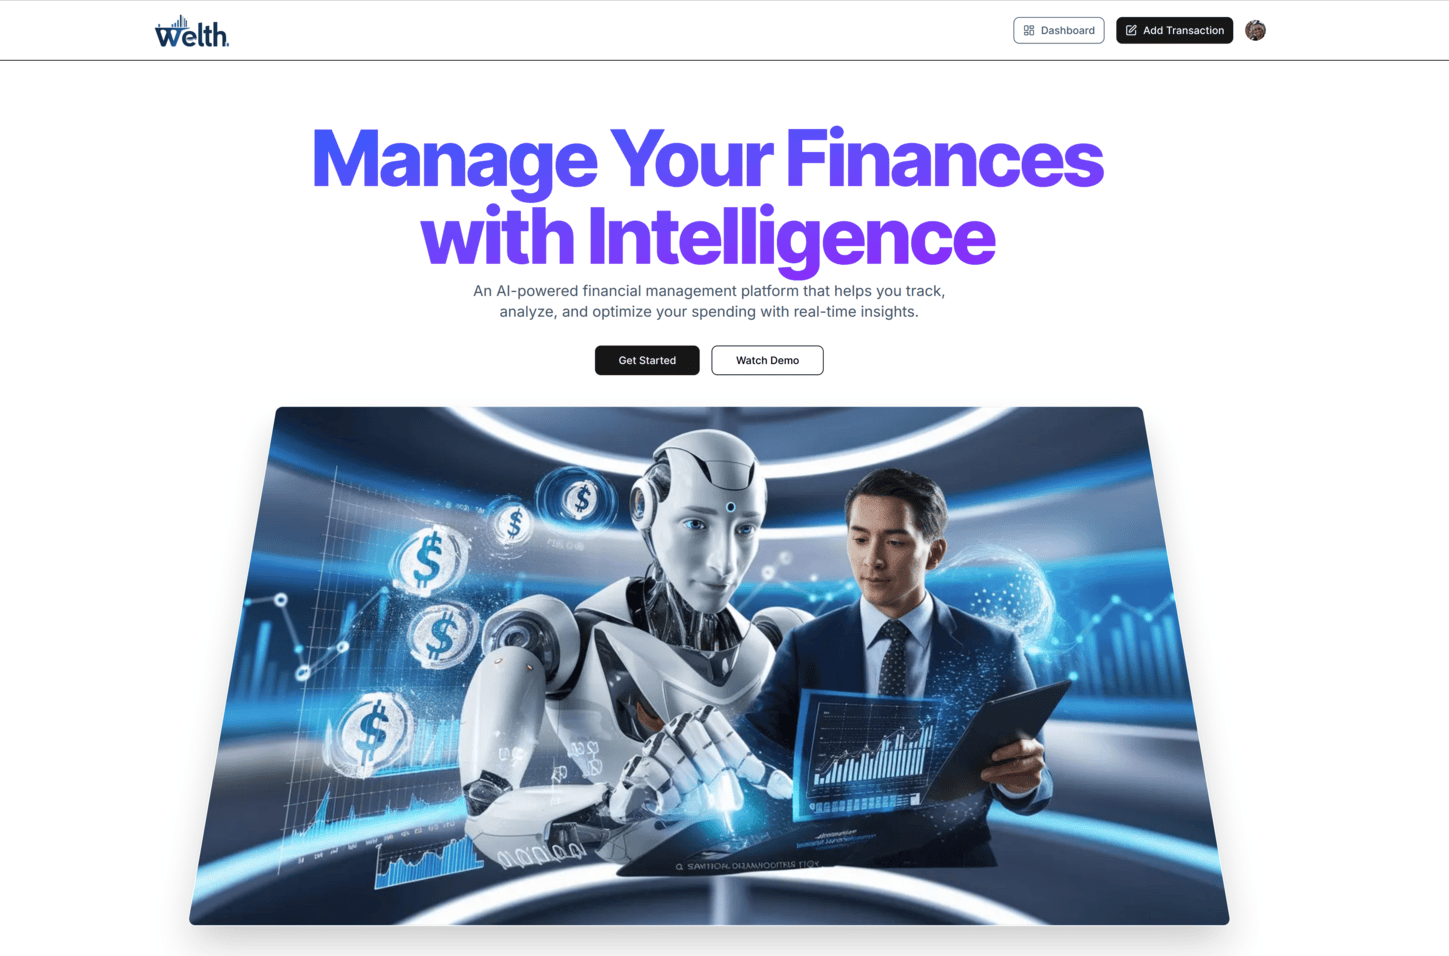 Welth.
Dashboard
Add Transaction
Manage Your Finances
with Intelligence
An AI-powered financial management platform that helps you track,
analyze, and optimize your spending with real-time insights.
Get Started
Watch Demo
$
$
$
$
$